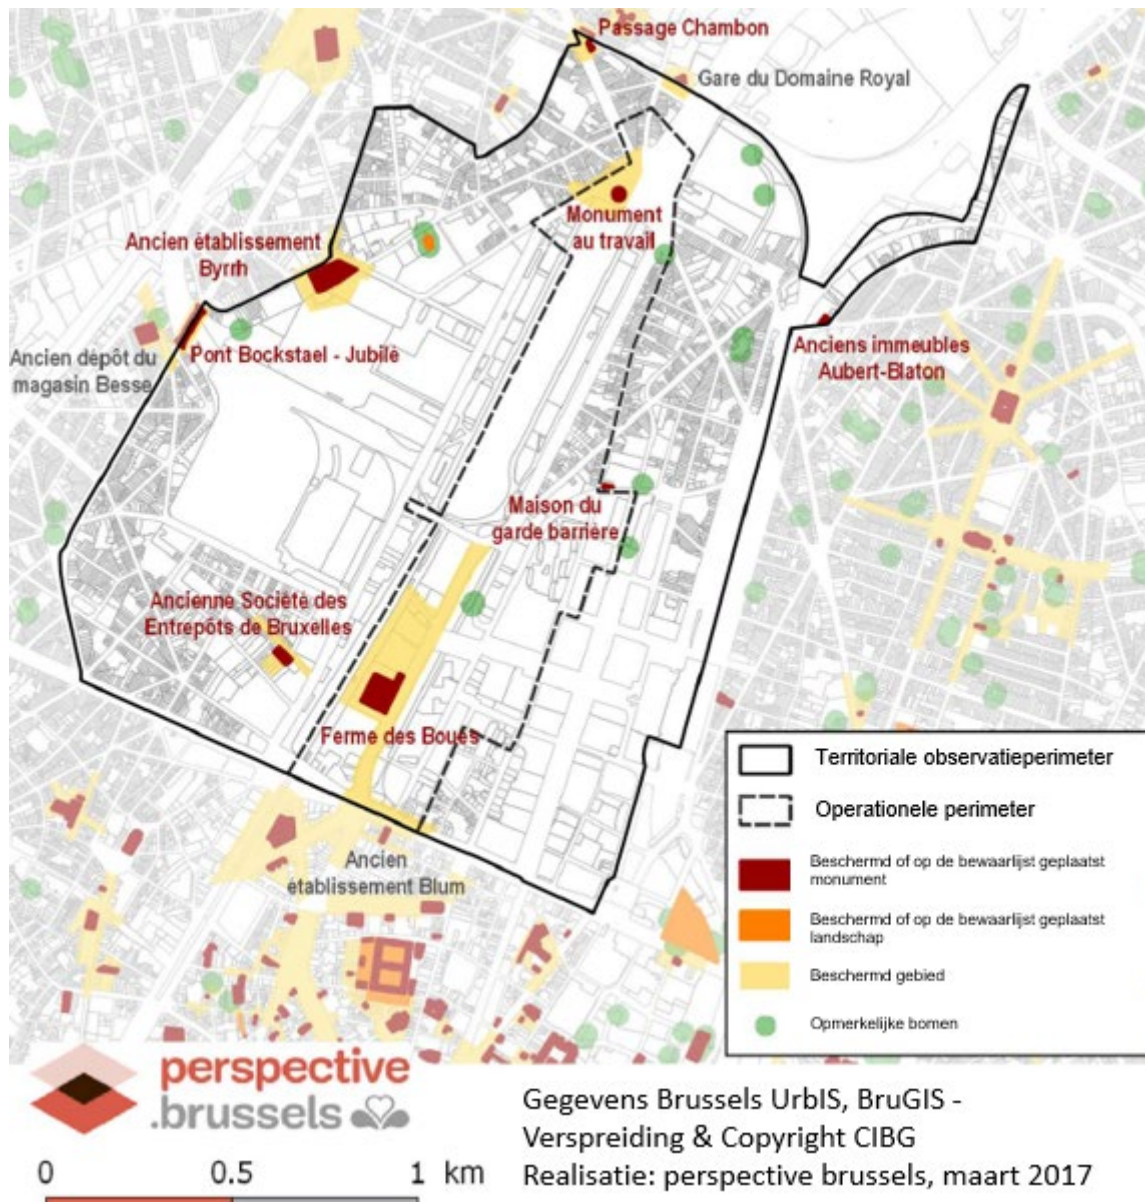 Passage Chambon
Gare du Domaine Royal
Monument
au travail
Ancien établissement
Byrrh
Pont Bockstael - Jubilé
Ancien dépôt du
magasin Besse
Anciens immeubles
Aubert-Blaton
Maison du
garde barrière
Ancienne Société des
Entrepôts de Bruxelles
Ferme des Boues
Ancien
établissement Blum
Territoriale observatieperimeter
Operationele perimeter
Beschermd of op de bewaarlijst geplaatst
monument
Beschermd of op de bewaarlijst geplaatst
landschap
Beschermd gebied
Opmerkelijke bomen
perspective
.brussels
0 0.5 1 km
Gegevens Brussels UrbIS, BruGIS -
Verspreiding & Copyright CIBG
Realisatie: perspective brussels, maart 2017